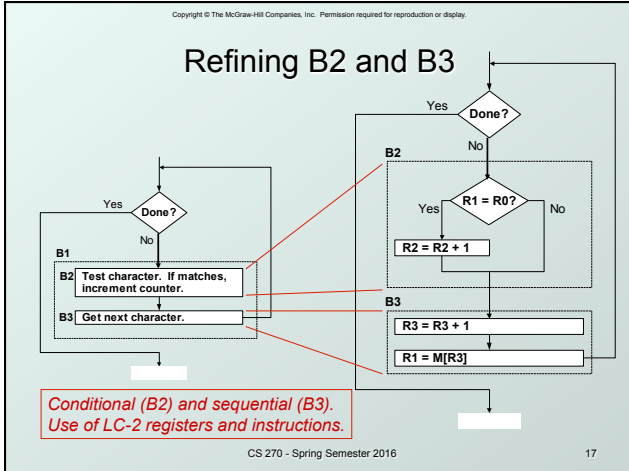 Copyright © The McGraw-Hill Companies, Inc. Permission required for reproduction or display.
Refining B2 and B3
Yes
Done?
No
B1
B2
Test character. If matches,
increment counter.
B3
Get next character.
Yes
Done?
No
B2
R1 = R0?
Yes
No
R2 = R2 + 1
B3
R3 = R3 + 1
R1 = M[R3]
Conditional (B2) and sequential (B3).
Use of LC-2 registers and instructions.
CS 270 - Spring Semester 2016
17